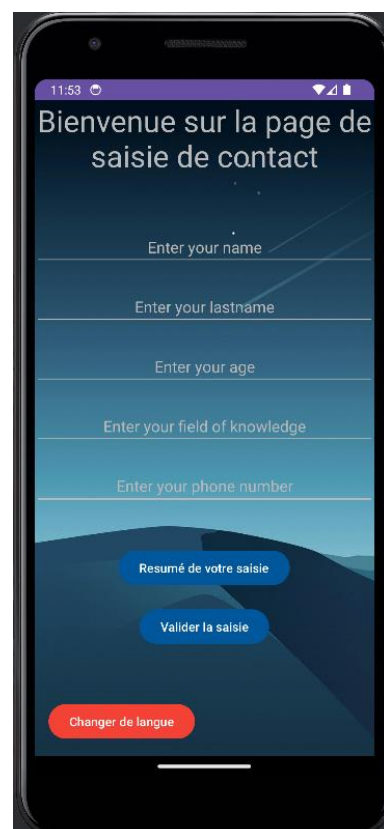 11:53
Bienvenue sur la page de
saisie de contact
Enter your name
Enter your lastname
Enter your age
Enter your field of knowledge
Enter your phone number
Resumé de votre saisie
Valider la saisie
Changer de langue